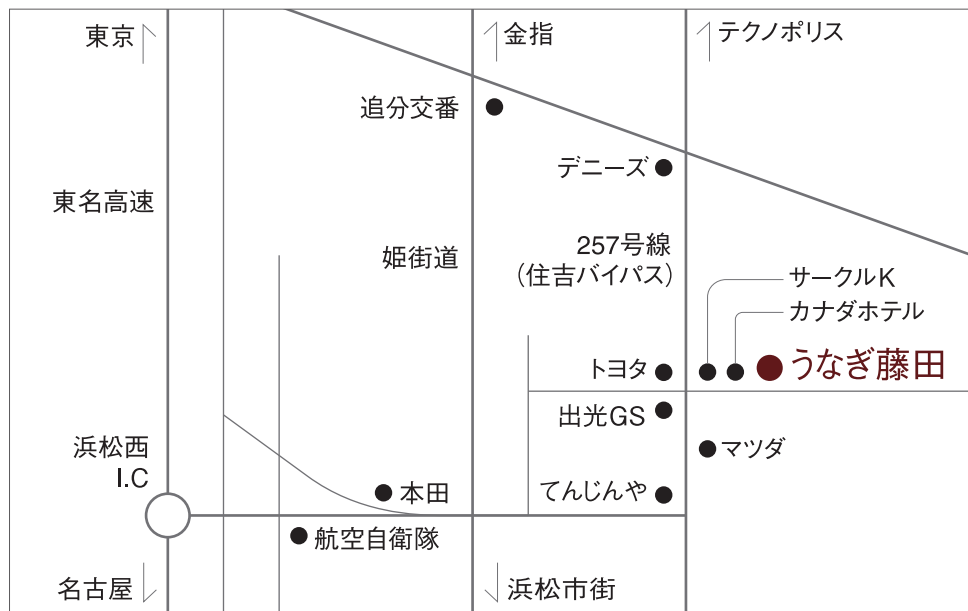 東京
金指
テクノポリス
追分交番
デニーズ
東名高速
姫街道
257号線
(住吉バイパス)
サークルK
カナダホテル
トヨタ
うなぎ藤田
出光GS
浜松西
I.C
マツダ
本田
てんじんや
航空自衛隊
名古屋
浜松市街